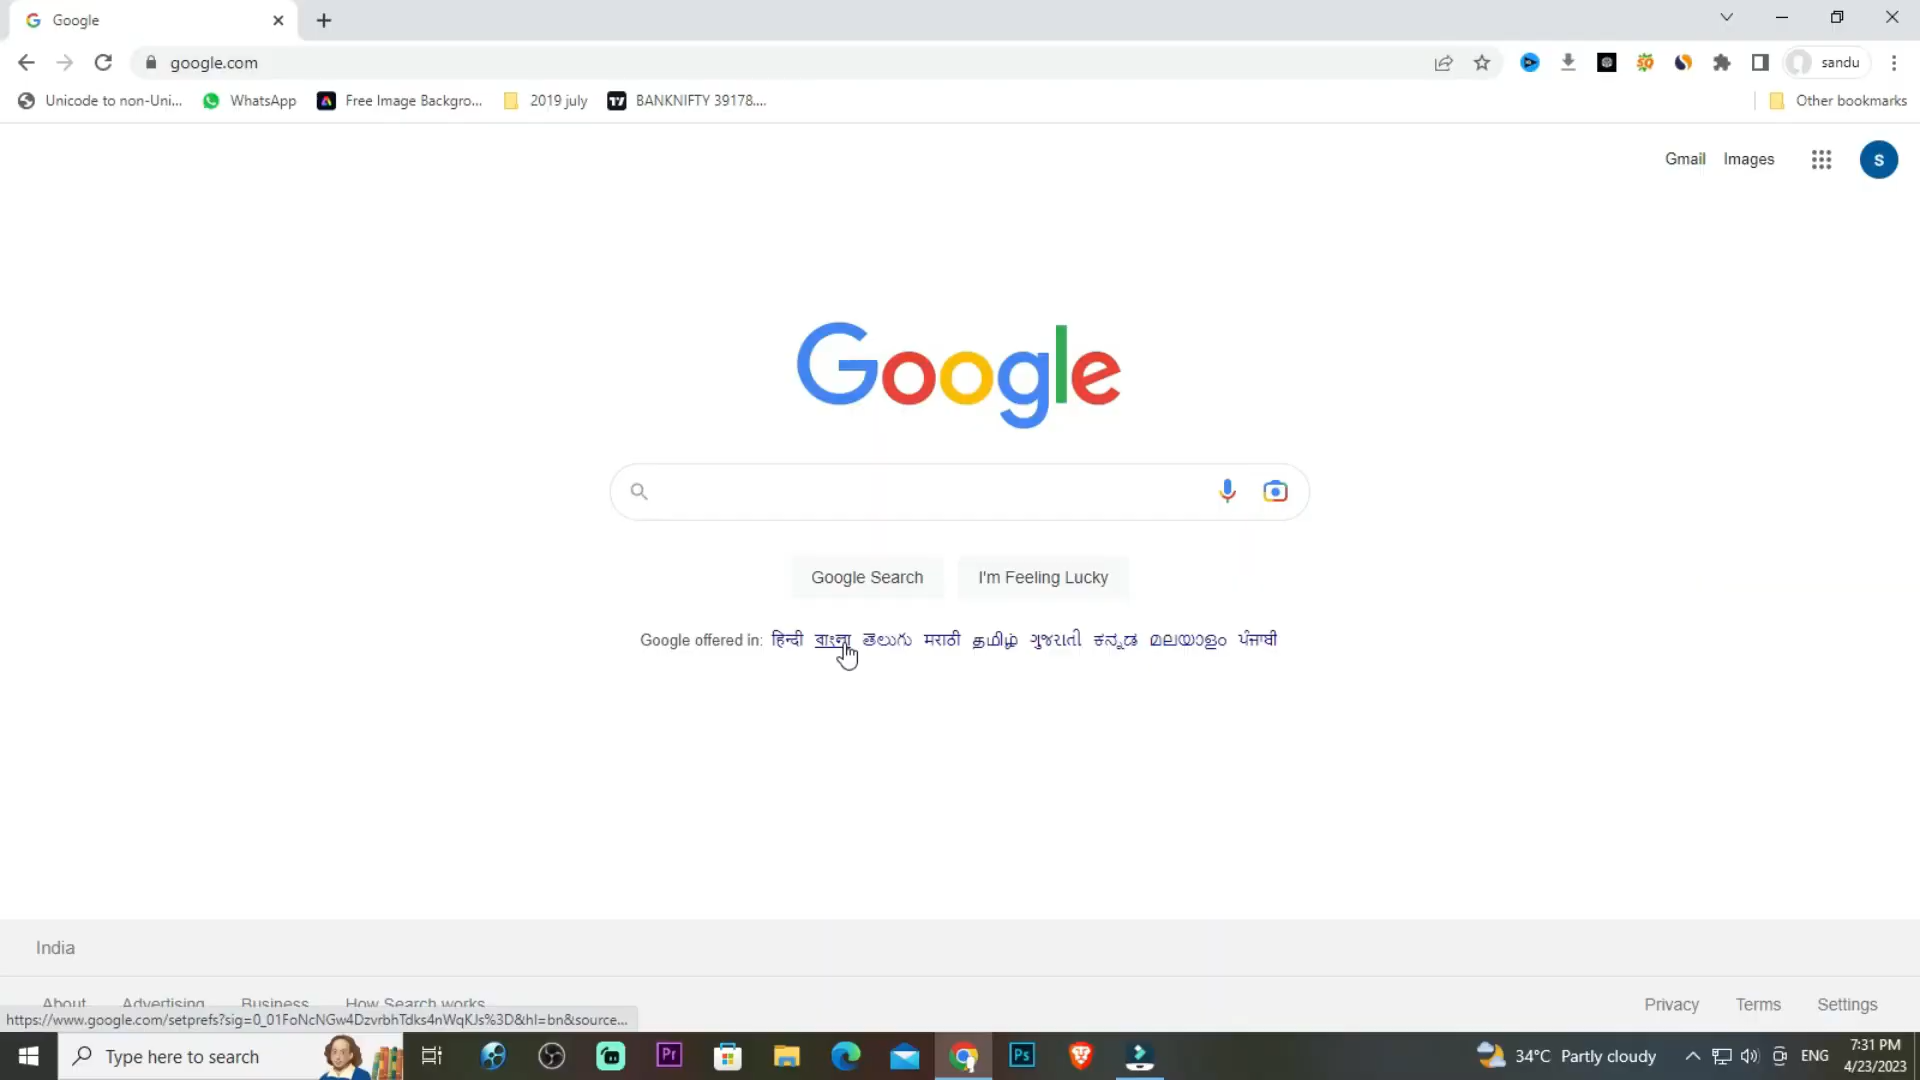 Google
google.com
sandu
Unicode to non-Uni...
WhatsApp
Free Image Backgro...
2019 july
BANKNIFTY 39178....
Other bookmarks
Gmail
Images
S
Google
Google Search
I'm Feeling Lucky
Google offered in: हिन्दी বাংলা తెలుగు मराठी தமிழ் ગુજરાતી ಕನ್ನಡ മലയാളം ਪੰਜਾਬੀ
India
About
Advertising
Business
How Search works
Privacy
Terms
Settings
https://www.google.com/setprefs?sig=0_01FoNcNGw4DzvrbhTdks4nWqKJs%3D&hl=bn&source...
Type here to search
Pr
Ps
34°C Partly cloudy
ENG
7:31 PM
4/23/2023